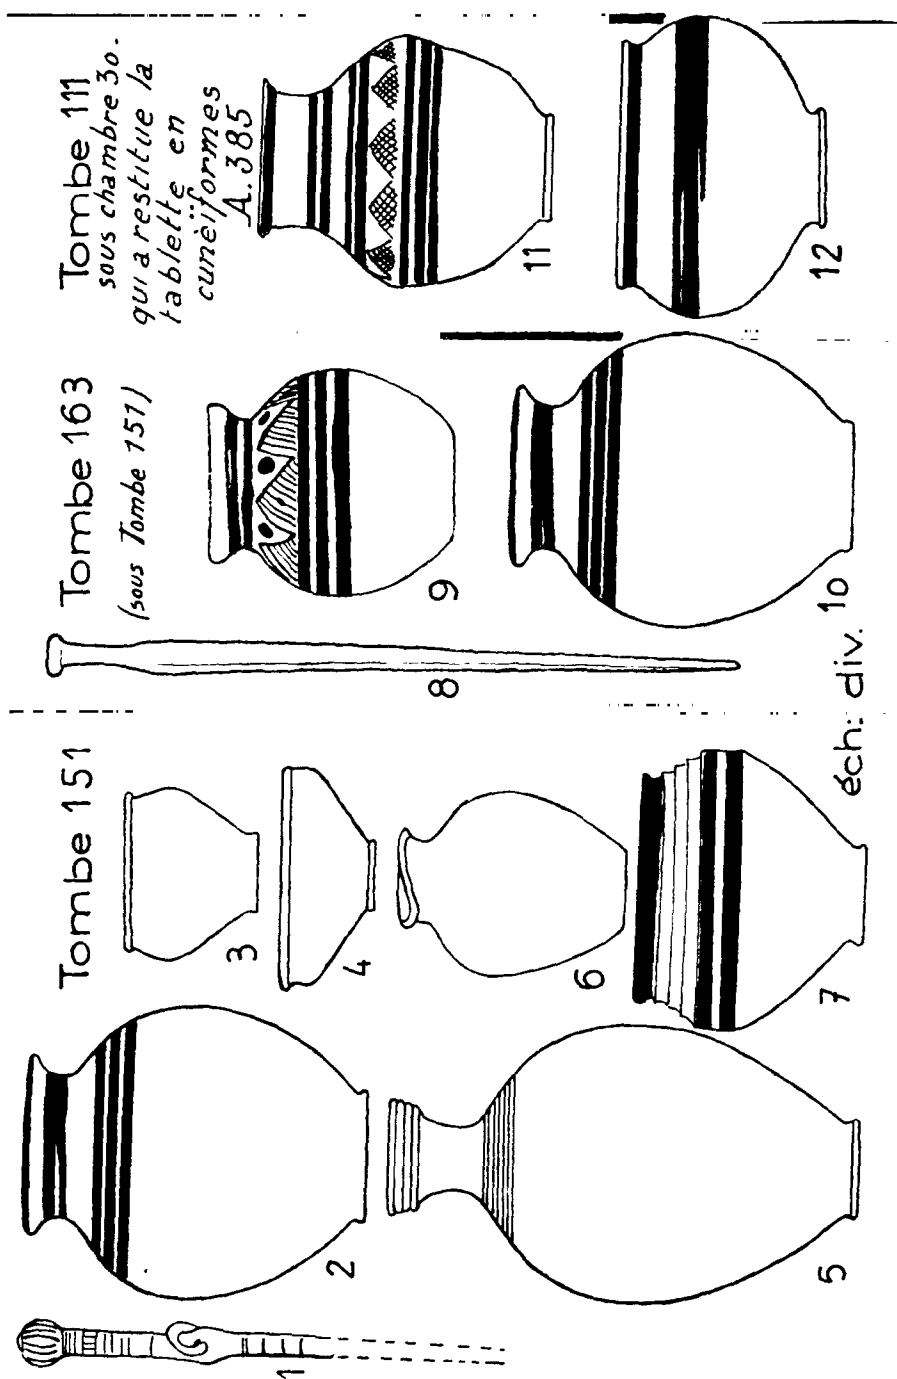 Tombe 151
1
2
3
4
5
6
7
Tombe 163
(sous Tombe 151)
8
9
10
Tombe 111
sous chambre 30.
qui a restitue la
tablette en
cunéiformes
A.385
11
12
éch: div.